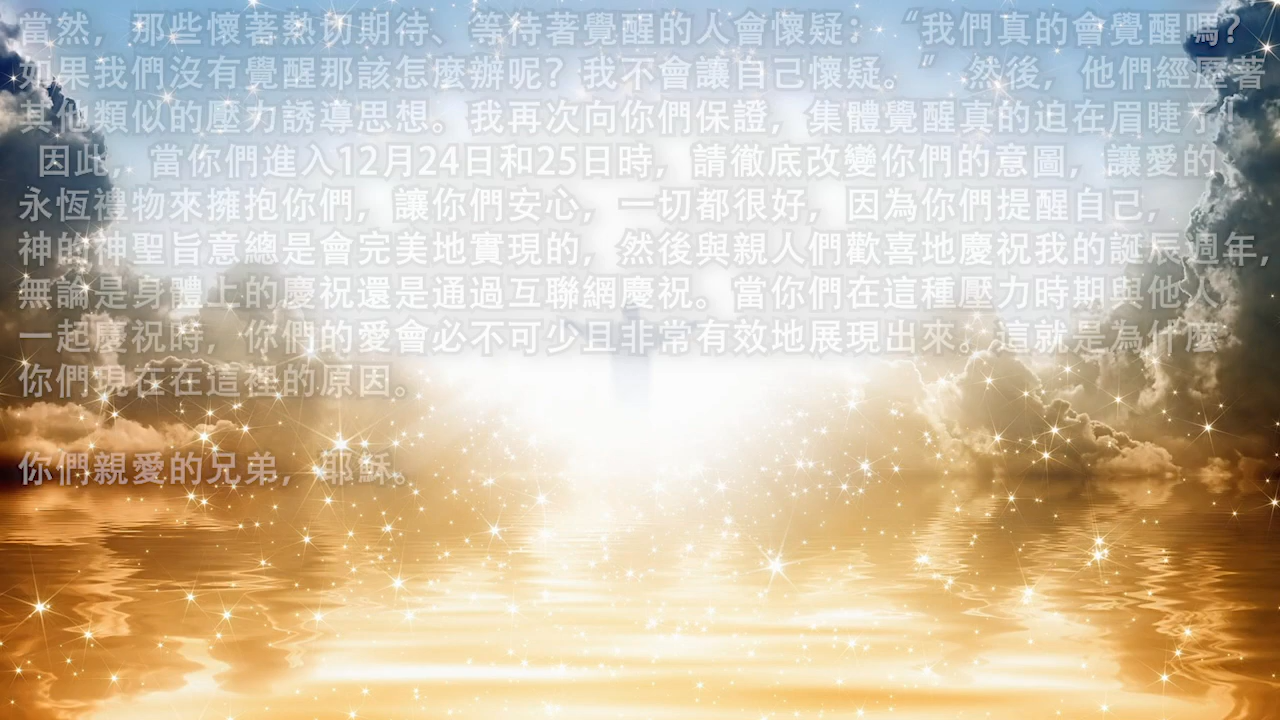 當然，那些懷著熱切期待、等待著覺醒的人會懷疑：“我們真的會覺醒嗎？
如果我們沒有覺醒那該怎麼辦呢？我不會讓自己懷疑。” 然後，他們經歷著
其他類似的壓力誘導思想。我再次向你們保證，集體覺醒真的迫在眉睫了！
因此，當你們進入12月24日和25日時，請徹底改變你們的意圖，讓愛的
永恆禮物來擁抱你們，讓你們安心，一切都很好，因為你們提醒自己，
神的神聖旨意總是會完美地實現的，然後與親人們歡喜地慶祝我的誕辰週年，
無論是身體上的慶祝還是通過互聯網慶祝。當你們在這種壓力時期與他人
一起慶祝時，你們的愛會必不可少且非常有效地展現出來。這就是為什麼
你們現在在這裡的原因。
你們親愛的兄弟，耶穌。